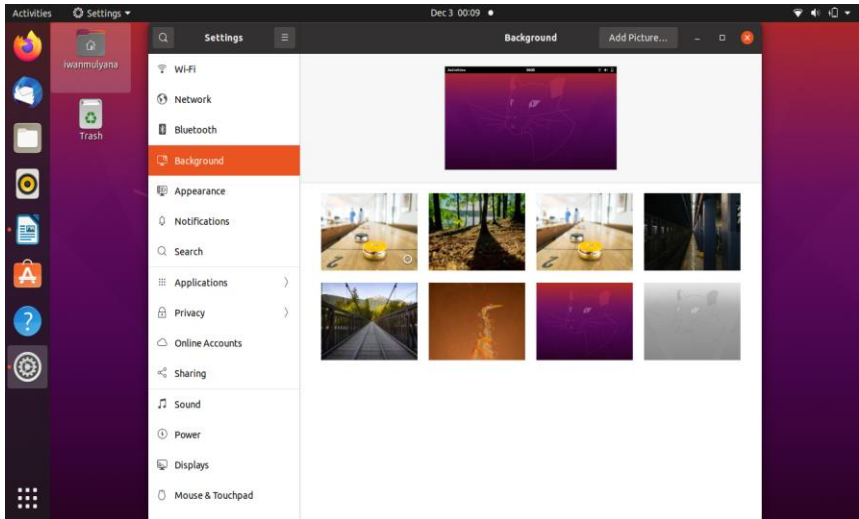 Activities
Settings
Dec 3 00:09
iwanmulyana
Trash
Settings
Background
Add Picture...
Wi-Fi
Network
Bluetooth
Background
Appearance
Notifications
Search
Applications
Privacy
Online Accounts
Sharing
Sound
Power
Displays
Mouse & Touchpad